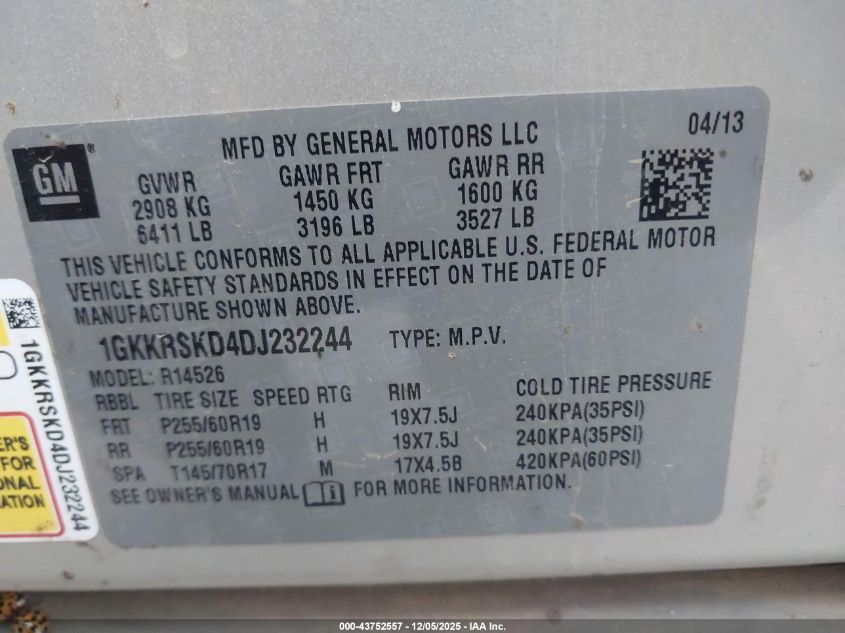 04/13
MFD BY GENERAL MOTORS LLC
GM
GVWR GAWR FRT GAWR RR
2908 KG 1450 KG 1600 KG
6411 LB 3196 LB 3527 LB
THIS VEHICLE CONFORMS TO ALL APPLICABLE U.S. FEDERAL MOTOR
VEHICLE SAFETY STANDARDS IN EFFECT ON THE DATE OF
MANUFACTURE SHOWN ABOVE.
1GKKRSKD4DJ232244 TYPE: M.P.V.
MODEL: R14526
RBBL TIRE SIZE SPEED RTG RIM COLD TIRE PRESSURE
FRT P255/60R19 H 19X7.5J 240KPA(35PSI)
RR P255/60R19 H 19X7.5J 240KPA(35PSI)
SPA T145/70R17 M 17X4.5B 420KPA(60PSI)
SEE OWNER'S MANUAL FOR MORE INFORMATION.
1GKKRSKD4DJ232244
ER'S
FOR
ONAL
MATION
000-43752557 - 12/05/2025 - IAA Inc.